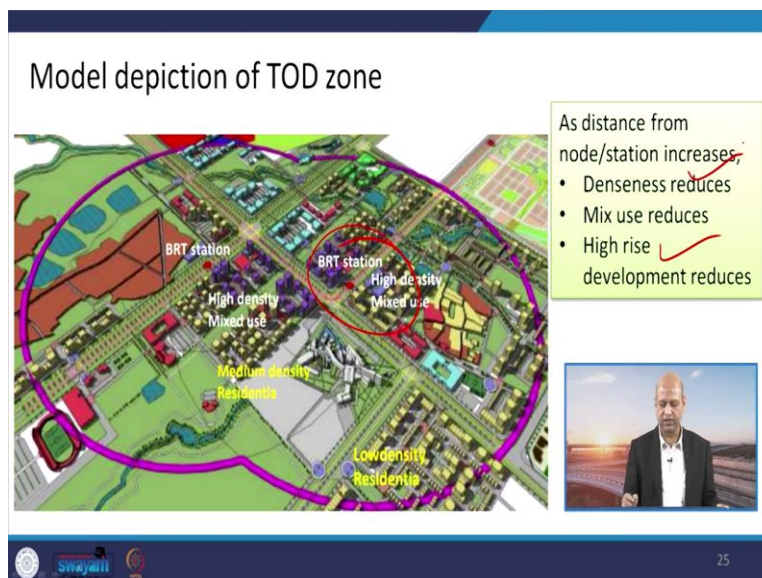 Model depiction of TOD zone
As distance from
node/station increases,
• Denseness reduces
• Mix use reduces
• High rise
development reduces
BRT station
BRT station
High density
Mixed use
High density
Mixed use
Medium density
Residentia
Lowdensity
Residentia
swayam
25